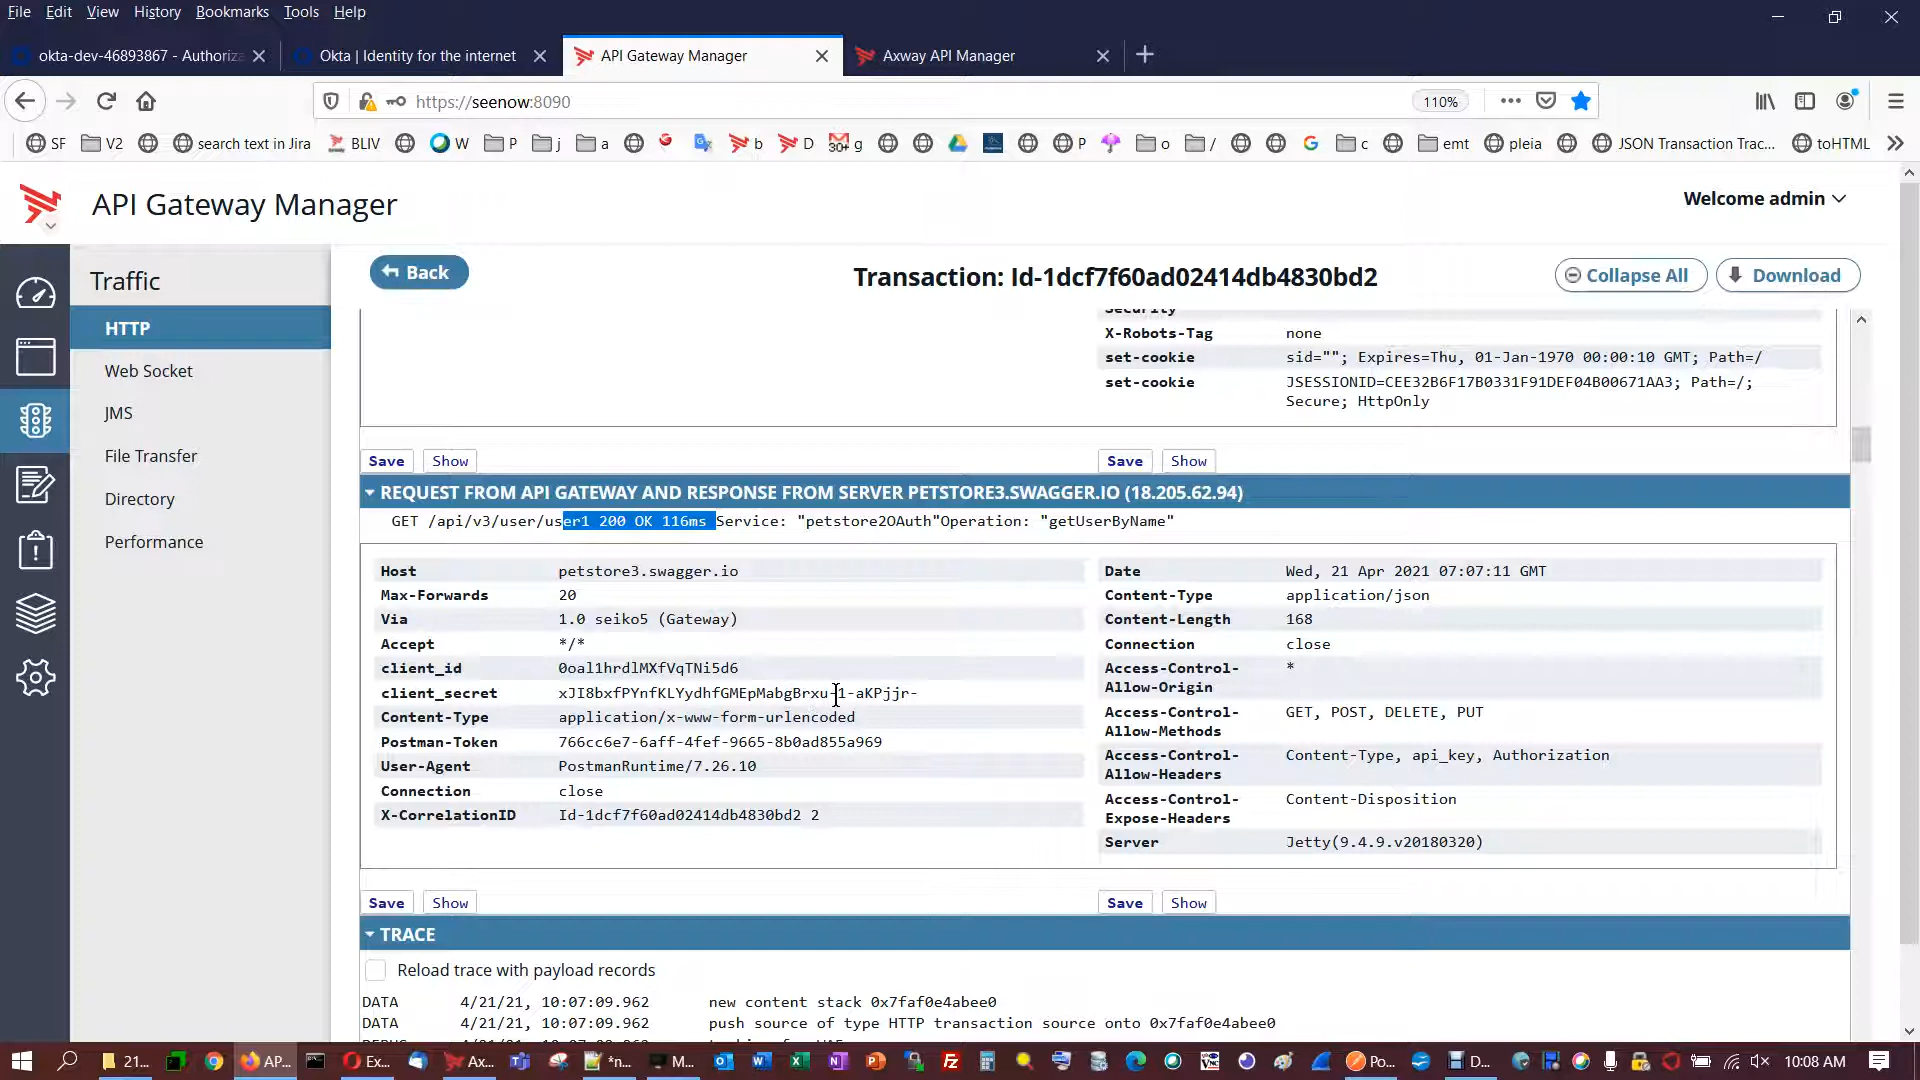 File Edit View History Bookmarks Tools Help
okta-dev-46893867 - Authoriza
Okta | Identity for the internet
API Gateway Manager
Axway API Manager
https://seenow:8090
110%
SF V2 search text in Jira BLIV W P j a b D 30+ g P o / G c emt pleia JSON Transaction Trac... toHTML
API Gateway Manager
Welcome admin
Traffic
HTTP
Web Socket
JMS
File Transfer
Directory
Performance
Back
Transaction: Id-1dcf7f60ad02414db4830bd2
Collapse All
Download
Security
X-Robots-Tag none
set-cookie sid=""; Expires=Thu, 01-Jan-1970 00:00:10 GMT; Path=/
set-cookie JSESSIONID=CEE32B6F17B0331F91DEF04B00671AA3; Path=/;
Secure; HttpOnly
Save Show Save Show
REQUEST FROM API GATEWAY AND RESPONSE FROM SERVER PETSTORE3.SWAGGER.IO (18.205.62.94)
GET /api/v3/user/user1 200 OK 116ms Service: "petstore2OAuth"Operation: "getUserByName"
Host petstore3.swagger.io
Max-Forwards 20
Via 1.0 seiko5 (Gateway)
Accept */*
client_id 0oal1hrdlMXfVqTNi5d6
client_secret xJI8bxfPYnfKLYydhfGMEpMabgBrxu-1-aKPjjr-
Content-Type application/x-www-form-urlencoded
Postman-Token 766cc6e7-6aff-4fef-9665-8b0ad855a969
User-Agent PostmanRuntime/7.26.10
Connection close
X-CorrelationID Id-1dcf7f60ad02414db4830bd2 2
Date Wed, 21 Apr 2021 07:07:11 GMT
Content-Type application/json
Content-Length 168
Connection close
Access-Control- *
Allow-Origin
Access-Control- GET, POST, DELETE, PUT
Allow-Methods
Access-Control- Content-Type, api_key, Authorization
Allow-Headers
Access-Control- Content-Disposition
Expose-Headers
Server Jetty(9.4.9.v20180320)
Save Show Save Show
TRACE
Reload trace with payload records
DATA 4/21/21, 10:07:09.962 new content stack 0x7faf0e4abee0
DATA 4/21/21, 10:07:09.962 push source of type HTTP transaction source onto 0x7faf0e4abee0
21... AP... Ex... Ax... *n... M... Po... D... 10:08 AM